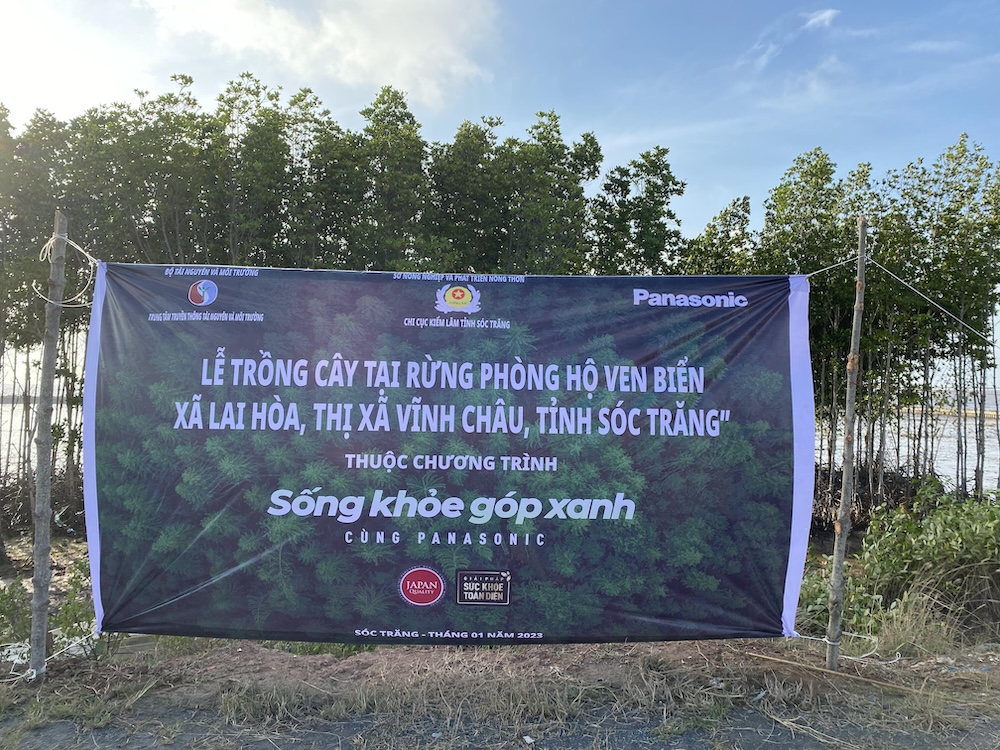 BỘ TÀI NGUYÊN VÀ MÔI TRƯỜNG
TRUNG TÂM TRUYỀN THÔNG TÀI NGUYÊN VÀ MÔI TRƯỜNG
SỞ NÔNG NGHIỆP VÀ PHÁT TRIỂN NÔNG THÔN
CHI CỤC KIỂM LÂM TỈNH SÓC TRĂNG
Panasonic
LỄ TRỒNG CÂY TẠI RỪNG PHÒNG HỘ VEN BIỂN
XÃ LAI HÒA, THỊ XÃ VĨNH CHÂU, TỈNH SÓC TRĂNG”
THUỘC CHƯƠNG TRÌNH
Sống khỏe góp xanh
CÙNG PANASONIC
JAPAN
QUALITY
GIẢI PHÁP
SỨC KHỎE
TOÀN DIỆN
SÓC TRĂNG - THÁNG 01 NĂM 2023